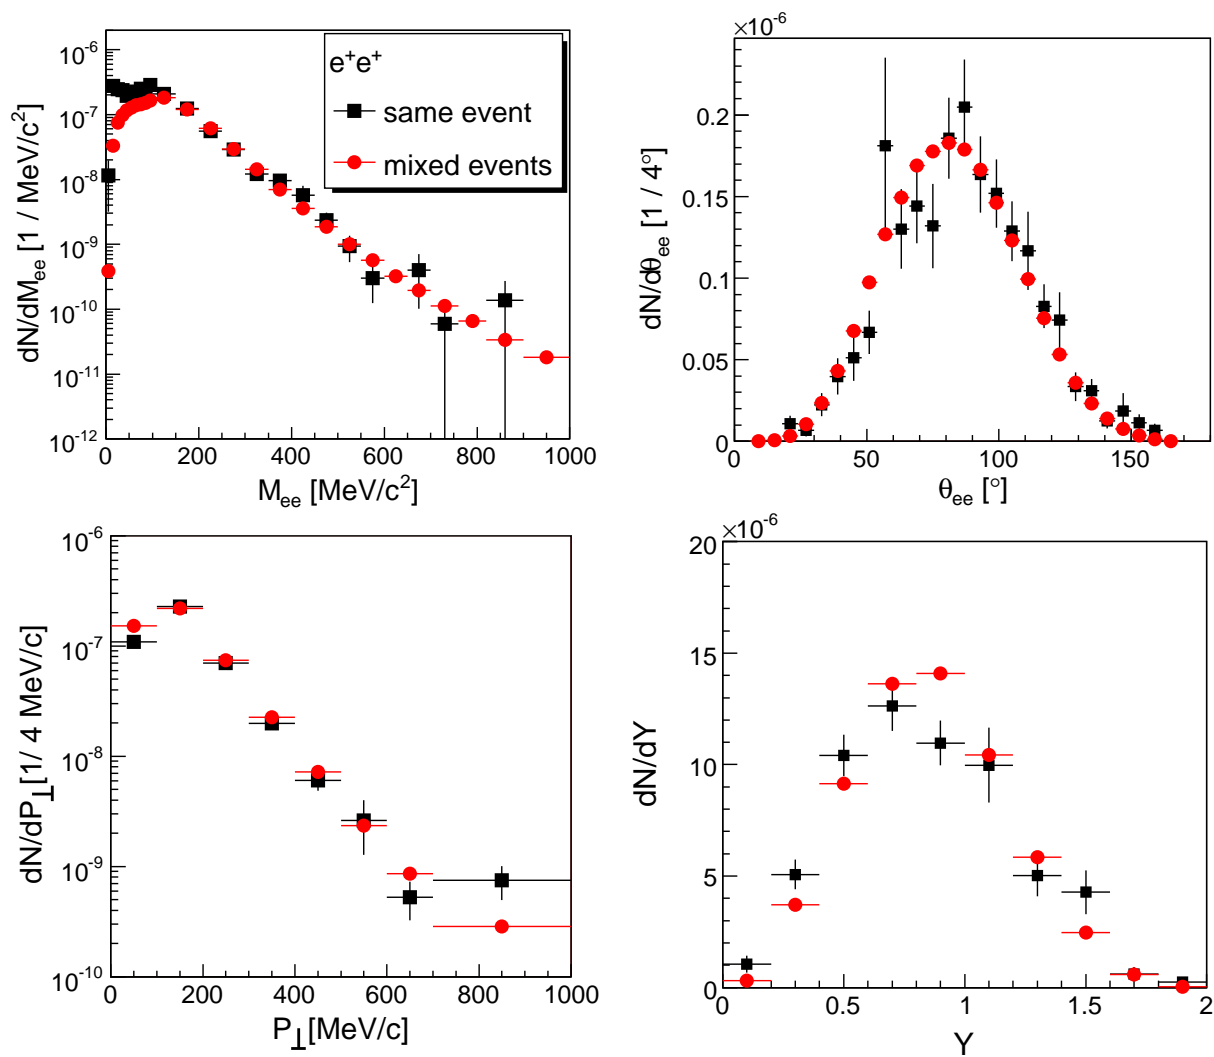 10⁻⁶
10⁻⁷
10⁻⁸
10⁻⁹
10⁻¹⁰
10⁻¹¹
10⁻¹²
dN/dM_ee [1 / MeV/c²]
e⁺e⁺
same event
mixed events
0 200 400 600 800 1000
M_ee [MeV/c²]
×10⁻⁶
0.2
0.15
0.1
0.05
0
dN/dθ_ee [1 / 4°]
0 50 100 150
θ_ee [°]
10⁻⁶
10⁻⁷
10⁻⁸
10⁻⁹
10⁻¹⁰
dN/dP⊥[1/ 4 MeV/c]
0 200 400 600 800 1000
P⊥[MeV/c]
×10⁻⁶
20
15
10
5
0
dN/dY
0 0.5 1 1.5 2
Y